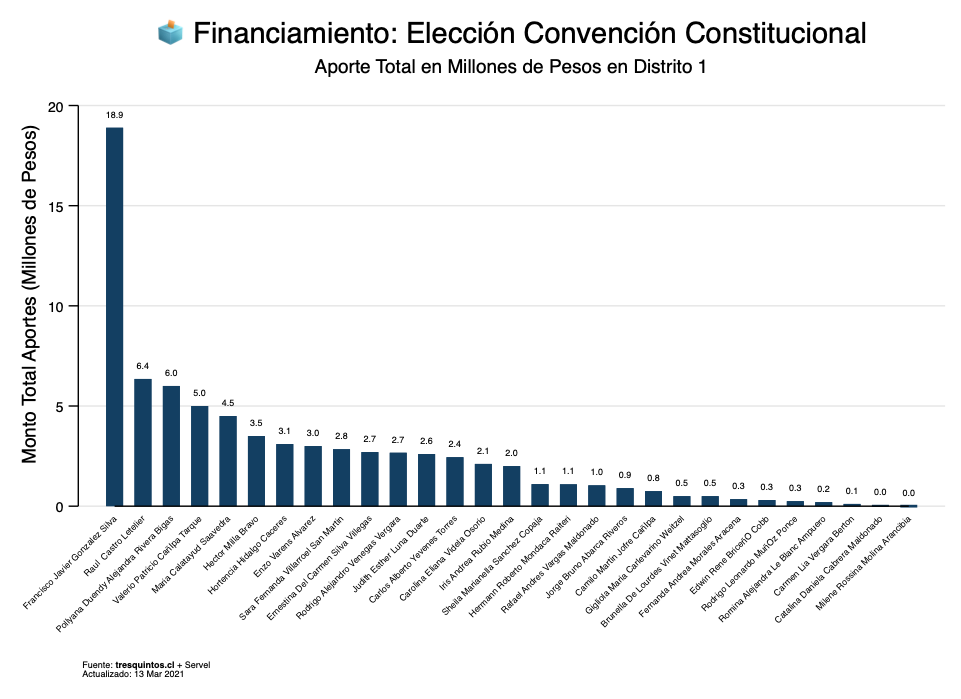 Financiamiento: Elección Convención Constitucional
Aporte Total en Millones de Pesos en Distrito 1
Monto Total Aportes (Millones de Pesos)
20
15
10
5
0
18.9
6.4
6.0
5.0
4.5
3.5
3.1
3.0
2.8
2.7
2.7
2.6
2.4
2.1
2.0
1.1
1.1
1.0
0.9
0.8
0.5
0.5
0.3
0.3
0.3
0.2
0.1
0.0
0.0
Francisco Javier Gonzalez Silva
Raul Castro Letelier
Pollyana Duendy Alejandra Rivera Bigas
Valerio Patricio Cañipa Tarque
Maria Calatayud Saavedra
Hector Milla Bravo
Hortencia Hidalgo Caceres
Enzo Varens Alvarez
Sara Fernanda Villarroel San Martin
Ernestina Del Carmen Silva Villegas
Rodrigo Alejandro Venegas Vergara
Judith Esther Luna Duarte
Carlos Alberto Yevenes Torres
Carolina Eliana Videla Osorio
Iris Andrea Rubio Medina
Sheila Marianella Sanchez Copaja
Hermann Roberto Mondaca Raiteri
Rafael Andres Vargas Maldonado
Jorge Bruno Abarca Riveros
Camilo Martin Jofre Cañipa
Gigliola Maria Carlevarino Weitzel
Brunella De Lourdes Vinet Mattasoglio
Fernanda Andrea Morales Aracena
Edwin Rene BriceñO Cobb
Rodrigo Leonardo MuñOz Ponce
Romina Alejandra Le Blanc Ampuero
Carmen Lia Vergara Berton
Catalina Daniela Cabrera Maldonado
Milene Rossina Molina Arancibia
Fuente: tresquintos.cl + Servel
Actualizado: 13 Mar 2021